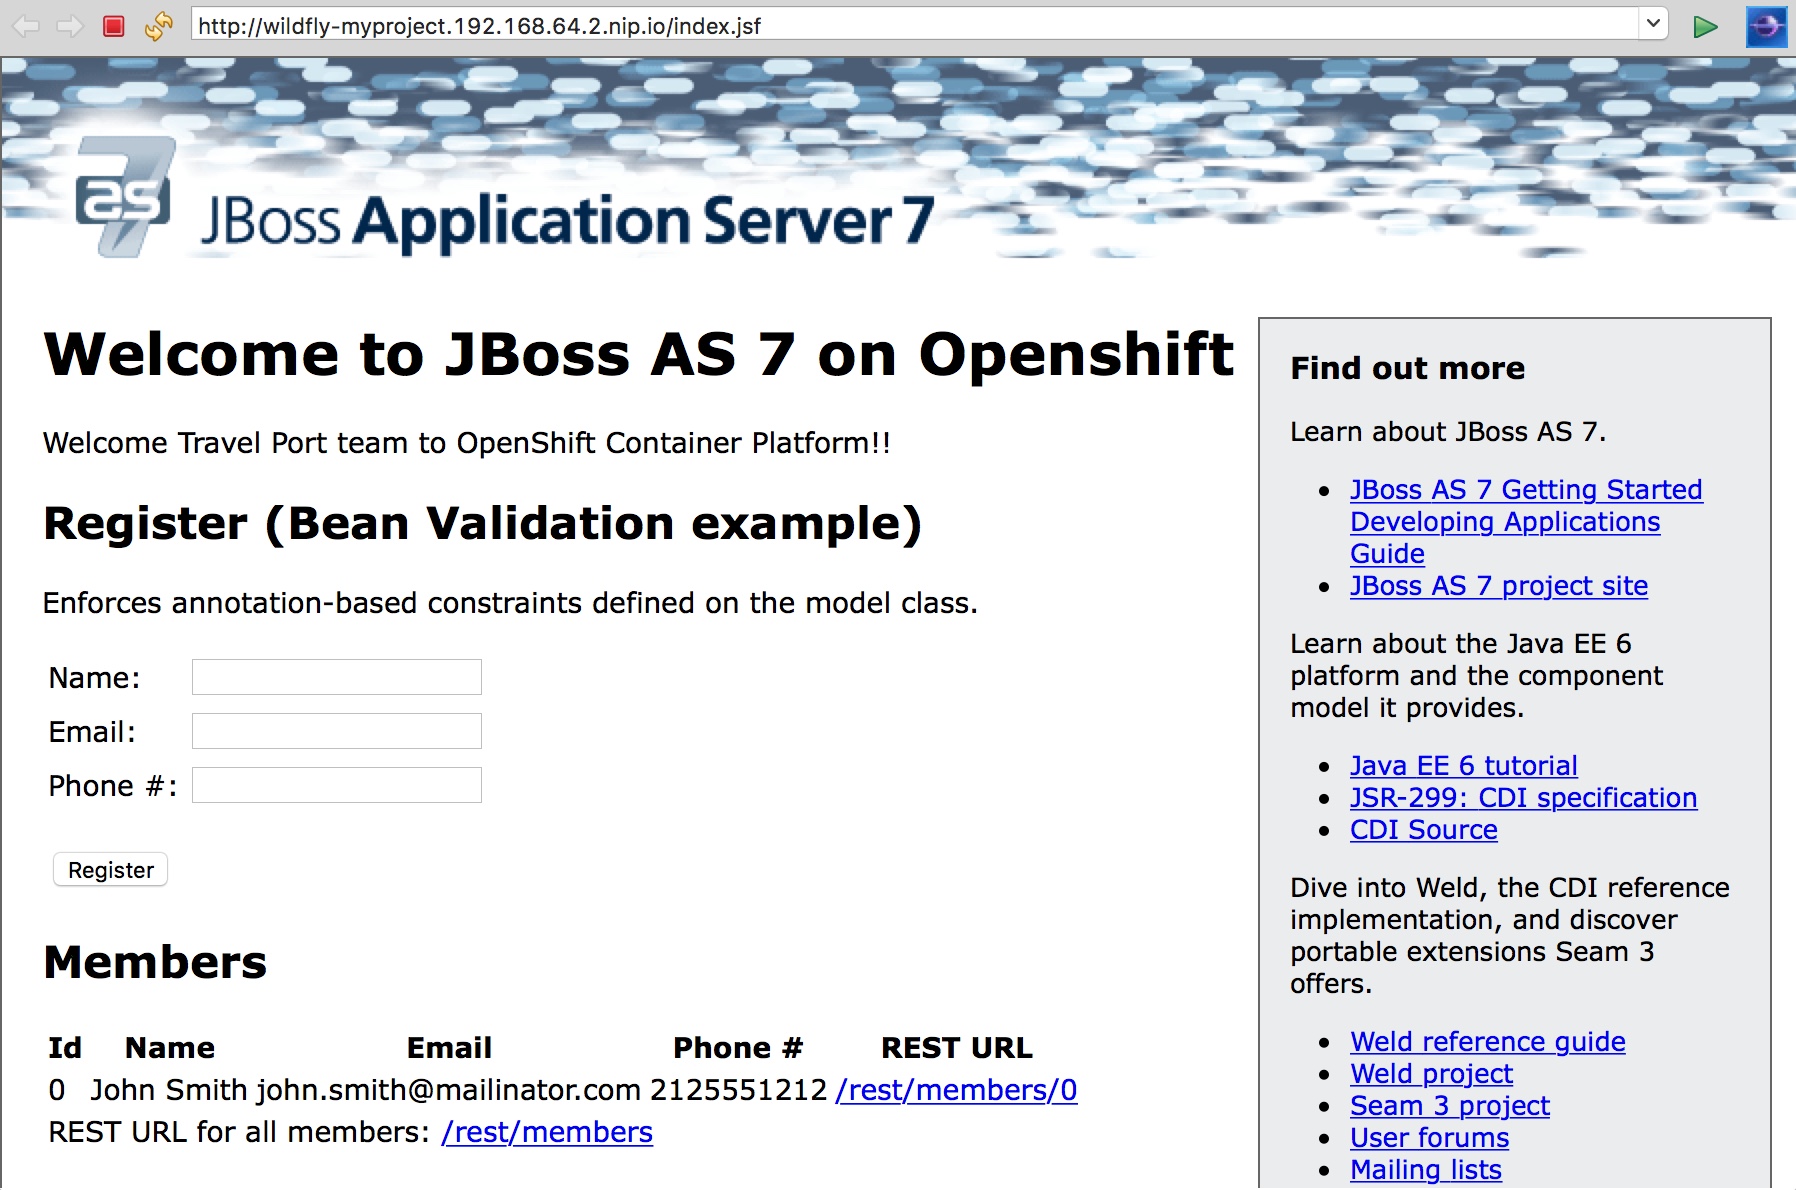 http://wildfly-myproject.192.168.64.2.nip.io/index.jsf
as
7
JBoss Application Server 7
Welcome to JBoss AS 7 on Openshift
Welcome Travel Port team to OpenShift Container Platform!!
Register (Bean Validation example)
Enforces annotation-based constraints defined on the model class.
Name:
Email:
Phone #:
Register
Members
Id Name Email Phone # REST URL
0 John Smith john.smith@mailinator.com 2125551212 /rest/members/0
REST URL for all members: /rest/members
Find out more
Learn about JBoss AS 7.
JBoss AS 7 Getting Started
Developing Applications
Guide
JBoss AS 7 project site
Learn about the Java EE 6
platform and the component
model it provides.
Java EE 6 tutorial
JSR-299: CDI specification
CDI Source
Dive into Weld, the CDI reference
implementation, and discover
portable extensions Seam 3
offers.
Weld reference guide
Weld project
Seam 3 project
User forums
Mailing lists